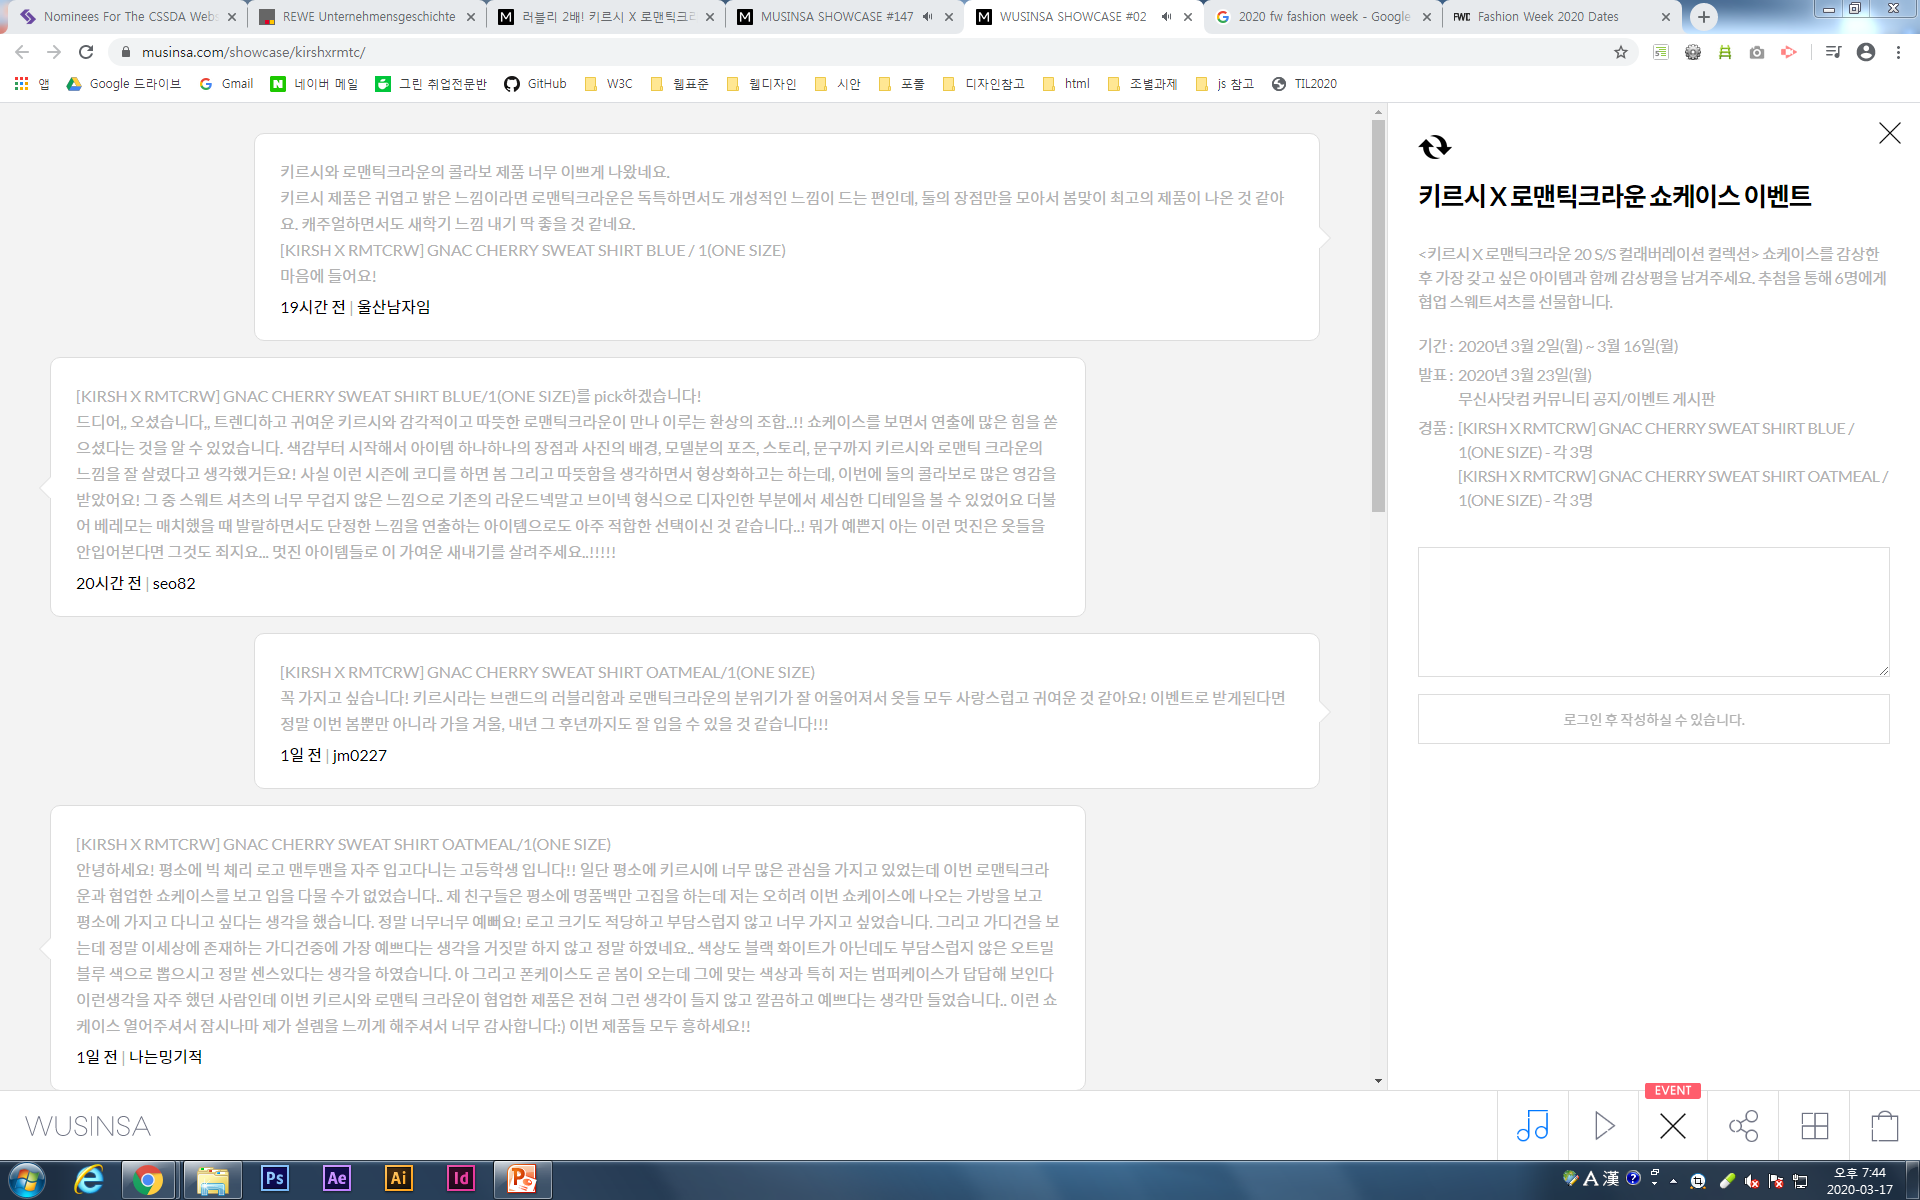 Nominees For The CSSDA Webs
REWE Unternehmensgeschichte
러블리 2배! 키르시 X 로맨틱크라
MUSINSA SHOWCASE #147
WUSINSA SHOWCASE #02
2020 fw fashion week - Google
Fashion Week 2020 Dates
musinsa.com/showcase/kirshxrmtc/
앱
Google 드라이브
Gmail
네이버 메일
그린 취업전문반
GitHub
W3C
웹표준
웹디자인
시안
포폴
디자인참고
html
조별과제
js 참고
TIL2020
키르시와 로맨틱크라운의 콜라보 제품 너무 이쁘게 나왔네요.
키르시 제품은 귀엽고 밝은 느낌이라면 로맨틱크라운은 독특하면서도 개성적인 느낌이 드는 편인데, 둘의 장점만을 모아서 봄맞이 최고의 제품이 나온 것 같아
요. 캐주얼하면서도 새학기 느낌 내기 딱 좋을 것 같네요.
[KIRSH X RMTCRW] GNAC CHERRY SWEAT SHIRT BLUE / 1(ONE SIZE)
마음에 들어요!
19시간 전 | 울산남자임
[KIRSH X RMTCRW] GNAC CHERRY SWEAT SHIRT BLUE/1(ONE SIZE)를 pick하겠습니다!
드디어,, 오셨습니다,, 트렌디하고 귀여운 키르시와 감각적이고 따뜻한 로맨틱크라운이 만나 이루는 환상의 조합..!! 쇼케이스를 보면서 연출에 많은 힘을 쏟
으셨다는 것을 알 수 있었습니다. 색감부터 시작해서 아이템 하나하나의 장점과 사진의 배경, 모델분의 포즈, 스토리, 문구까지 키르시와 로맨틱 크라운의
느낌을 잘 살렸다고 생각했거든요! 사실 이런 시즌에 코디를 하면 봄 그리고 따뜻함을 생각하면서 형상화하고는 하는데, 이번에 둘의 콜라보로 많은 영감을
받았어요! 그 중 스웨트 셔츠의 너무 무겁지 않은 느낌으로 기존의 라운드넥말고 브이넥 형식으로 디자인한 부분에서 세심한 디테일을 볼 수 있었어요 더불
어 베레모는 매치했을 때 발랄하면서도 단정한 느낌을 연출하는 아이템으로도 아주 적합한 선택이신 것 같습니다..! 뭐가 예쁜지 아는 이런 멋진은 옷들을
안입어본다면 그것도 죄지요... 멋진 아이템들로 이 가여운 새내기를 살려주세요..!!!!!
20시간 전 | seo82
[KIRSH X RMTCRW] GNAC CHERRY SWEAT SHIRT OATMEAL/1(ONE SIZE)
꼭 가지고 싶습니다! 키르시라는 브랜드의 러블리함과 로맨틱크라운의 분위기가 잘 어울어져서 옷들 모두 사랑스럽고 귀여운 것 같아요! 이벤트로 받게된다면
정말 이번 봄뿐만 아니라 가을 겨울, 내년 그 후년까지도 잘 입을 수 있을 것 같습니다!!!
1일 전 | jm0227
[KIRSH X RMTCRW] GNAC CHERRY SWEAT SHIRT OATMEAL/1(ONE SIZE)
안녕하세요! 평소에 빅 체리 로고 맨투맨을 자주 입고다니는 고등학생 입니다!! 일단 평소에 키르시에 너무 많은 관심을 가지고 있었는데 이번 로맨틱크라
운과 협업한 쇼케이스를 보고 입을 다물 수가 없었습니다.. 제 친구들은 평소에 명품백만 고집을 하는데 저는 오히려 이번 쇼케이스에 나오는 가방을 보고
평소에 가지고 다니고 싶다는 생각을 했습니다. 정말 너무너무 예뻐요! 로고 크기도 적당하고 부담스럽지 않고 너무 가지고 싶었습니다. 그리고 가디건을 보
는데 정말 이세상에 존재하는 가디건중에 가장 예쁘다는 생각을 거짓말 하지 않고 정말 하였네요.. 색상도 블랙 화이트가 아닌데도 부담스럽지 않은 오트밀
블루 색으로 뽑으시고 정말 센스있다는 생각을 하였습니다. 아 그리고 폰케이스도 곧 봄이 오는데 그에 맞는 색상과 특히 저는 범퍼케이스가 답답해 보인다
이런생각을 자주 했던 사람인데 이번 키르시와 로맨틱 크라운이 협업한 제품은 전혀 그런 생각이 들지 않고 깔끔하고 예쁘다는 생각만 들었습니다.. 이런 쇼
케이스 열어주셔서 잠시나마 제가 설렘을 느끼게 해주셔서 너무 감사합니다:) 이번 제품들 모두 흥하세요!!
1일 전 | 나는밍기적
키르시 X 로맨틱크라운 쇼케이스 이벤트
<키르시 X 로맨틱크라운 20 S/S 컬래버레이션 컬렉션> 쇼케이스를 감상한
후 가장 갖고 싶은 아이템과 함께 감상평을 남겨주세요. 추첨을 통해 6명에게
협업 스웨트셔츠를 선물합니다.
기간 : 2020년 3월 2일(월) ~ 3월 16일(월)
발표 : 2020년 3월 23일(월)
무신사닷컴 커뮤니티 공지/이벤트 게시판
경품 : [KIRSH X RMTCRW] GNAC CHERRY SWEAT SHIRT BLUE /
1(ONE SIZE) - 각 3명
[KIRSH X RMTCRW] GNAC CHERRY SWEAT SHIRT OATMEAL /
1(ONE SIZE) - 각 3명
로그인 후 작성하실 수 있습니다.
WUSINSA
EVENT
Ps
Ae
Ai
Id
A 漢
오후 7:44
2020-03-17